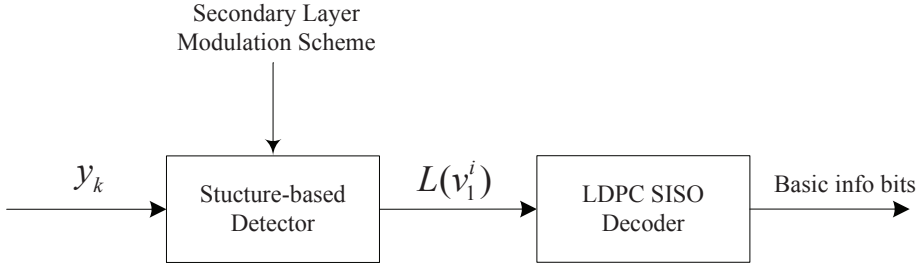 Secondary Layer
Modulation Scheme
y_k
Stucture-based
Detector
L(v_1^i)
LDPC SISO
Decoder
Basic info bits